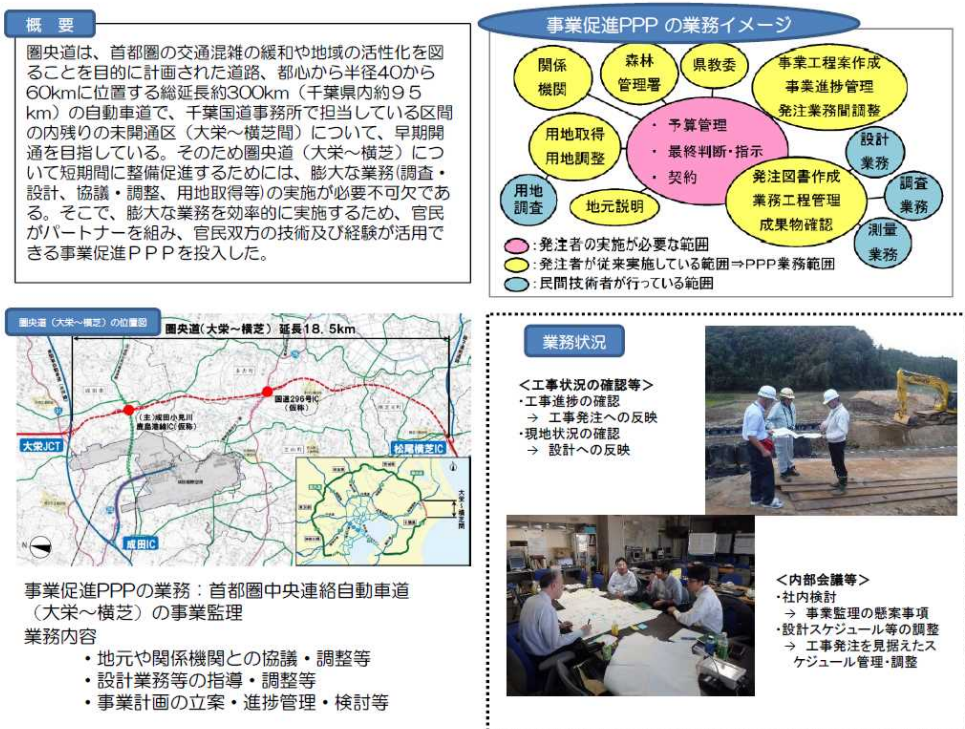 概 要
圏央道は、首都圏の交通混雑の緩和や地域の活性化を図
ることを目的に計画された道路、都心から半径40から
60kmに位置する総延長約300km（千葉県内約９５
km）の自動車道で、千葉国道事務所で担当している区間
の内残りの未開通区（大栄～横芝間）について、早期開
通を目指している。そのため圏央道（大栄～横芝）につ
いて短期間に整備促進するためには、膨大な業務(調査・
設計、協議・調整、用地取得等)の実施が必要不可欠であ
る。そこで、膨大な業務を効率的に実施するため、官民
がパートナーを組み、官民双方の技術及び経験が活用で
きる事業促進ＰＰＰを投入した。
事業促進PPP の業務イメージ
関係
機関
森林
管理署
県教委
事業工程案作成
事業進捗管理
発注業務間調整
用地取得
用地調整
・ 予算管理
・ 最終判断・指示
・ 契約
設計
業務
用地
調査
地元説明
発注図書作成
業務工程管理
成果物確認
調査
業務
測量
業務
：発注者の実施が必要な範囲
：発注者が従来実施している範囲⇒PPP業務範囲
：民間技術者が行っている範囲
圏央道（大栄～横芝）の位置図
圏央道(大栄～横芝) 延長18．5km
国道296号IC
（仮称）
(主)成田小見川
鹿島港線IC(仮称)
大栄JCT
松尾横芝IC
成田IC
N
大栄～横芝間
事業促進PPPの業務：首都圏中央連絡自動車道
（大栄～横芝）の事業監理
業務内容
・地元や関係機関との協議・調整等
・設計業務等の指導・調整等
・事業計画の立案・進捗管理・検討等
業務状況
＜工事状況の確認等＞
・工事進捗の確認
→ 工事発注への反映
・現地状況の確認
→ 設計への反映
＜内部会議等＞
・社内検討
→ 事業監理の懸案事項
・設計スケジュール等の調整
→ 工事発注を見据えたス
ケジュール管理・調整